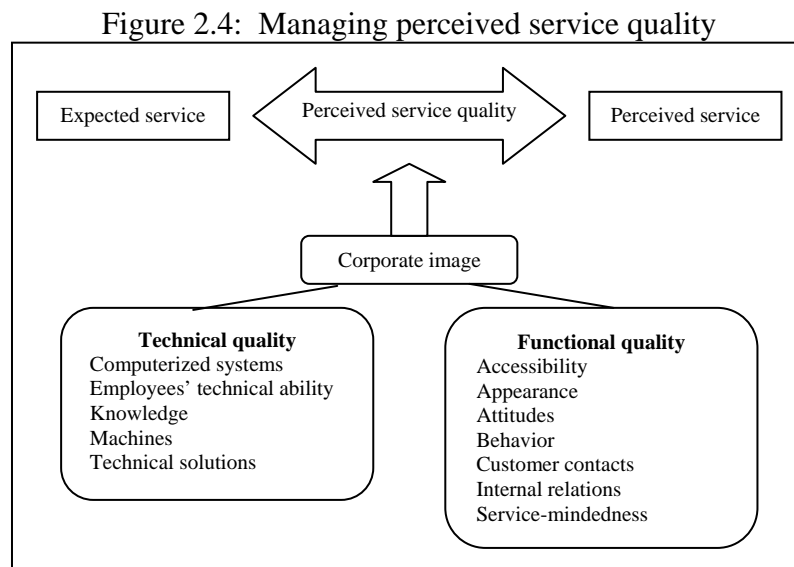 Figure 2.4:  Managing perceived service quality
Expected service
Perceived service quality
Perceived service
Corporate image
Technical quality
Computerized systems
Employees’ technical ability
Knowledge
Machines
Technical solutions
Functional quality
Accessibility
Appearance
Attitudes
Behavior
Customer contacts
Internal relations
Service-mindedness